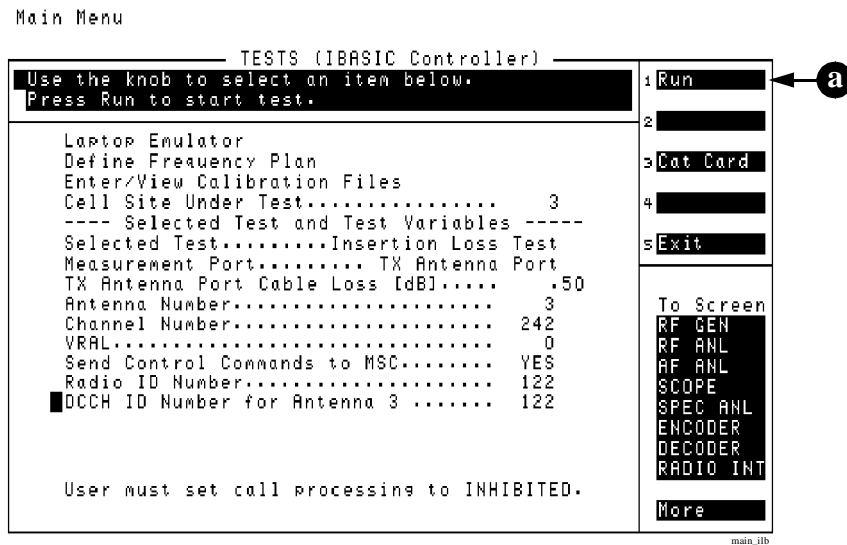 Main Menu
TESTS (IBASIC Controller)
Use the knob to select an item below.
Press Run to start test.
Laptop Emulator
Define Frequency Plan
Enter/View Calibration Files
Cell Site Under Test................. 3
---- Selected Test and Test Variables -----
Selected Test.........Insertion Loss Test
Measurement Port......... TX Antenna Port
TX Antenna Port Cable Loss [dB]..... .50
Antenna Number....................... 3
Channel Number....................... 242
VRAL.................................. 0
Send Control Commands to MSC........ YES
Radio ID Number...................... 122
DCCH ID Number for Antenna 3 ....... 122
User must set call processing to INHIBITED.
1 Run
a
2
3 Cat Card
4
5 Exit
To Screen
RF GEN
RF ANL
AF ANL
SCOPE
SPEC ANL
ENCODER
DECODER
RADIO INT
More
main_ilb